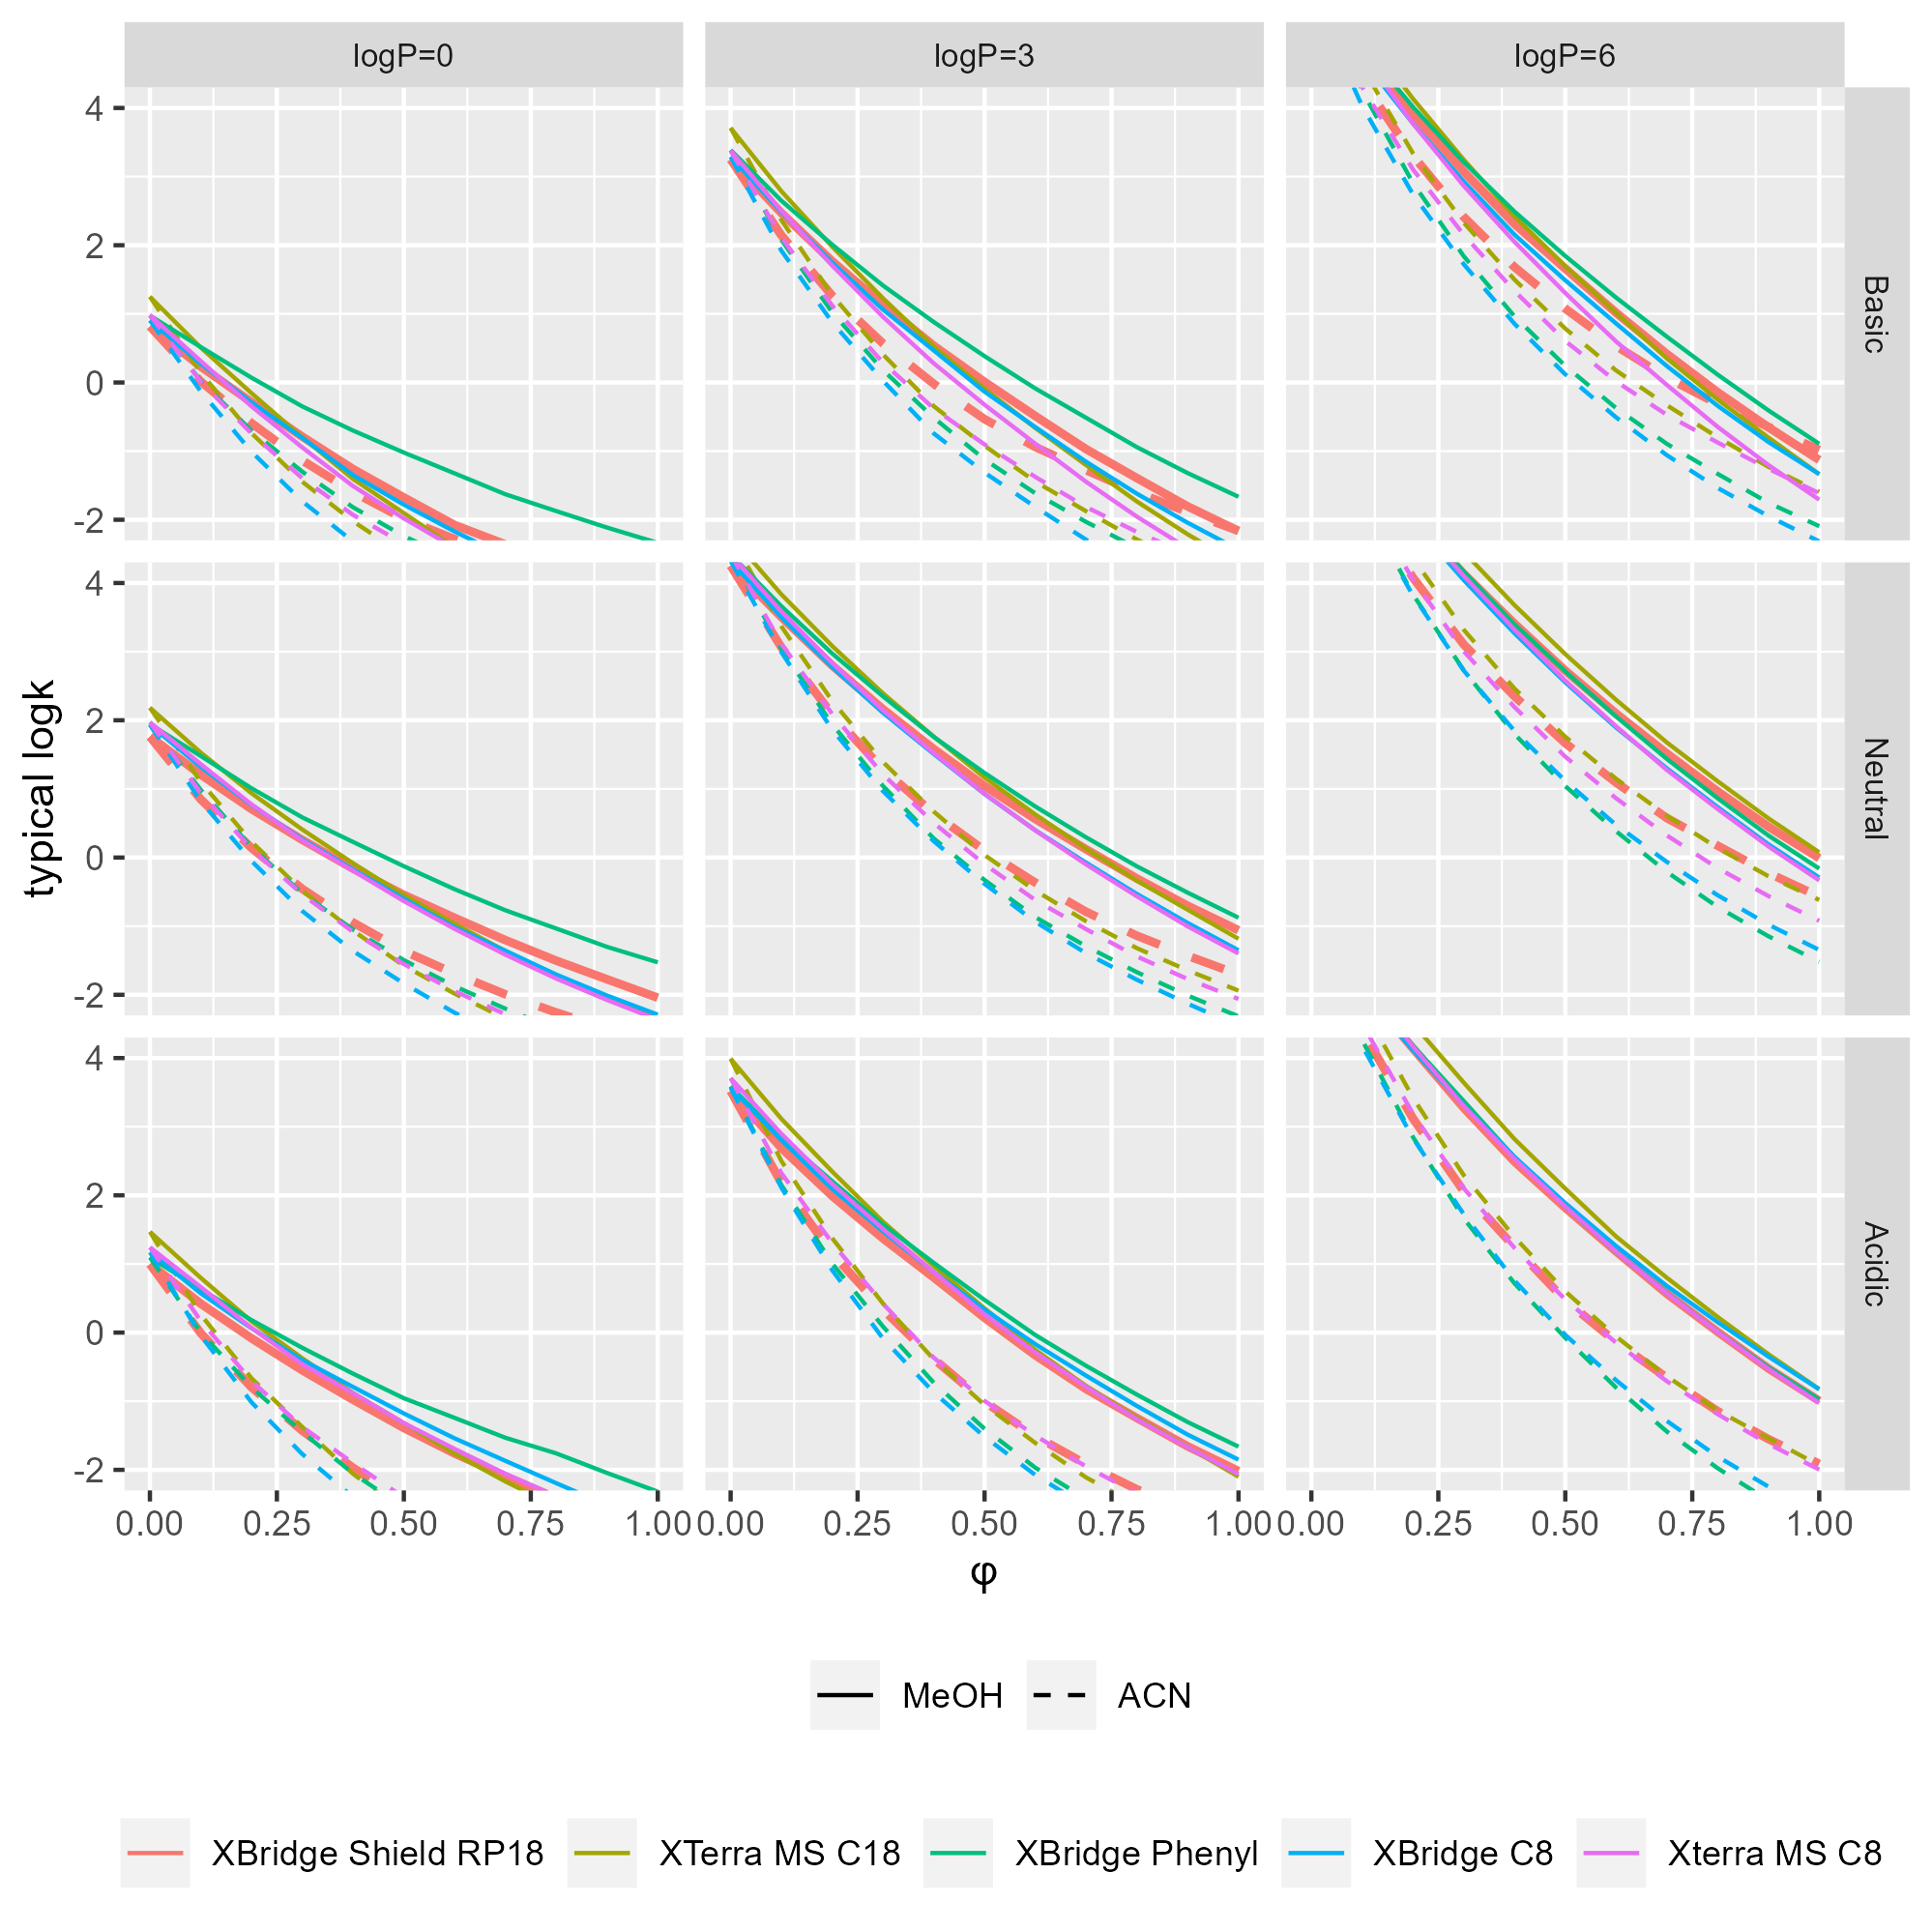 logP=0 logP=3 logP=6
4
2
0
-2
Basic
typical logk
4
2
0
-2
Neutral
4
2
0
-2
Acidic
0.00 0.25 0.50 0.75 1.00 0.00 0.25 0.50 0.75 1.00 0.00 0.25 0.50 0.75 1.00
φ
MeOH ACN
XBridge Shield RP18 XTerra MS C18 XBridge Phenyl XBridge C8 Xterra MS C8